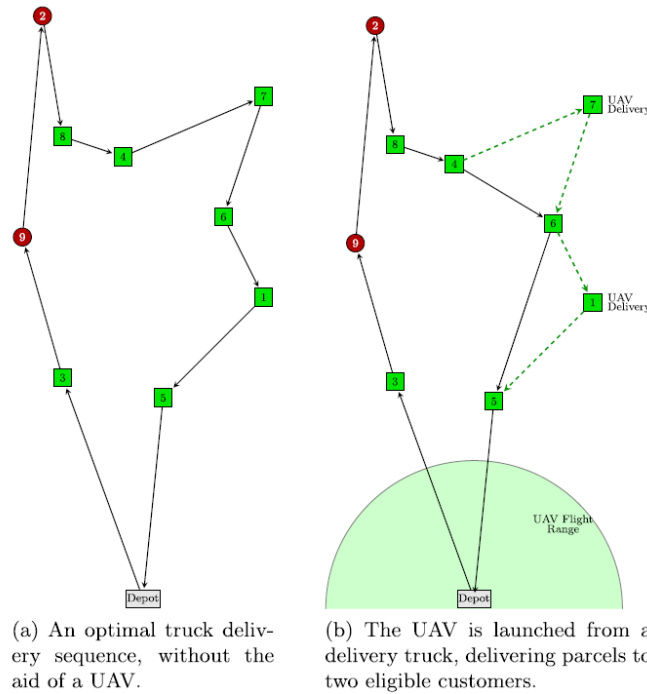 2
7
8
4
6
9
1
3
5
Depot
(a) An optimal truck deliv-
ery sequence, without the
aid of a UAV.
2
7
UAV
Delivery
8
4
6
9
1
UAV
Delivery
3
5
UAV Flight
Range
Depot
(b) The UAV is launched from a
delivery truck, delivering parcels to
two eligible customers.